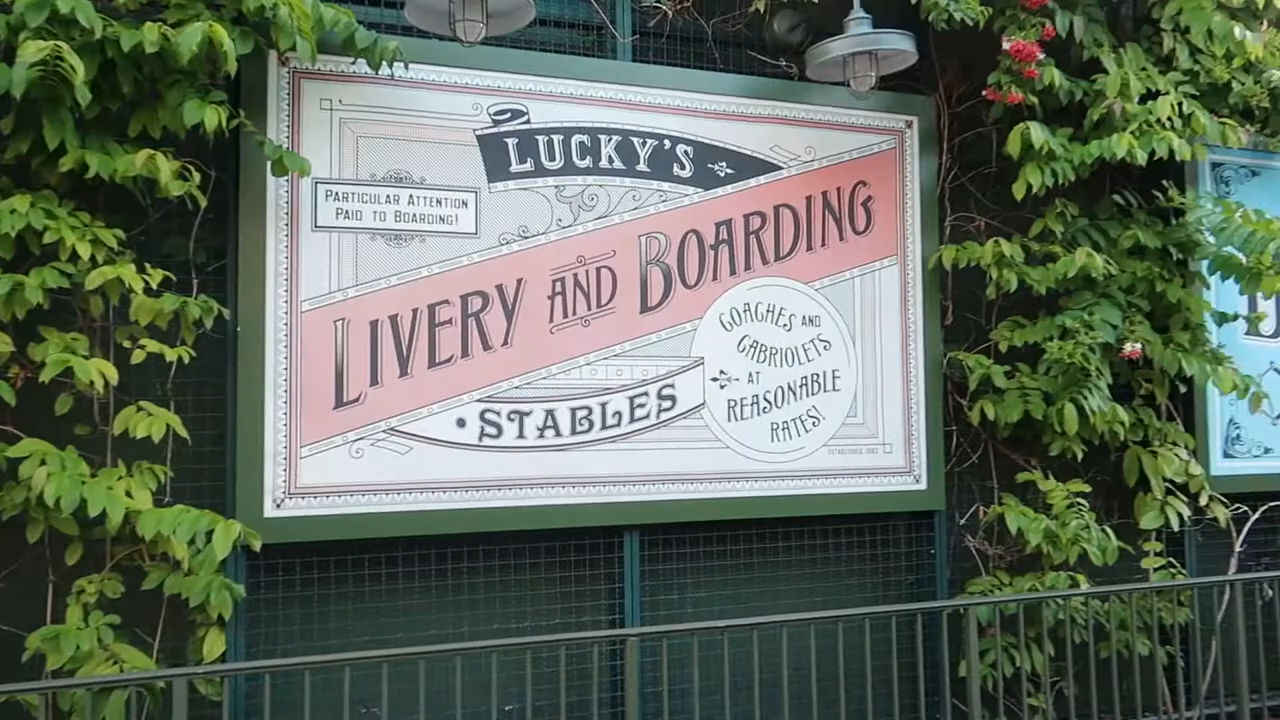 LUCKY'S
PARTICULAR ATTENTION
PAID TO BOARDING!
LIVERY AND BOARDING
• STABLES
COACHES AND
CABRIOLETS
AT
REASONABLE
RATES!